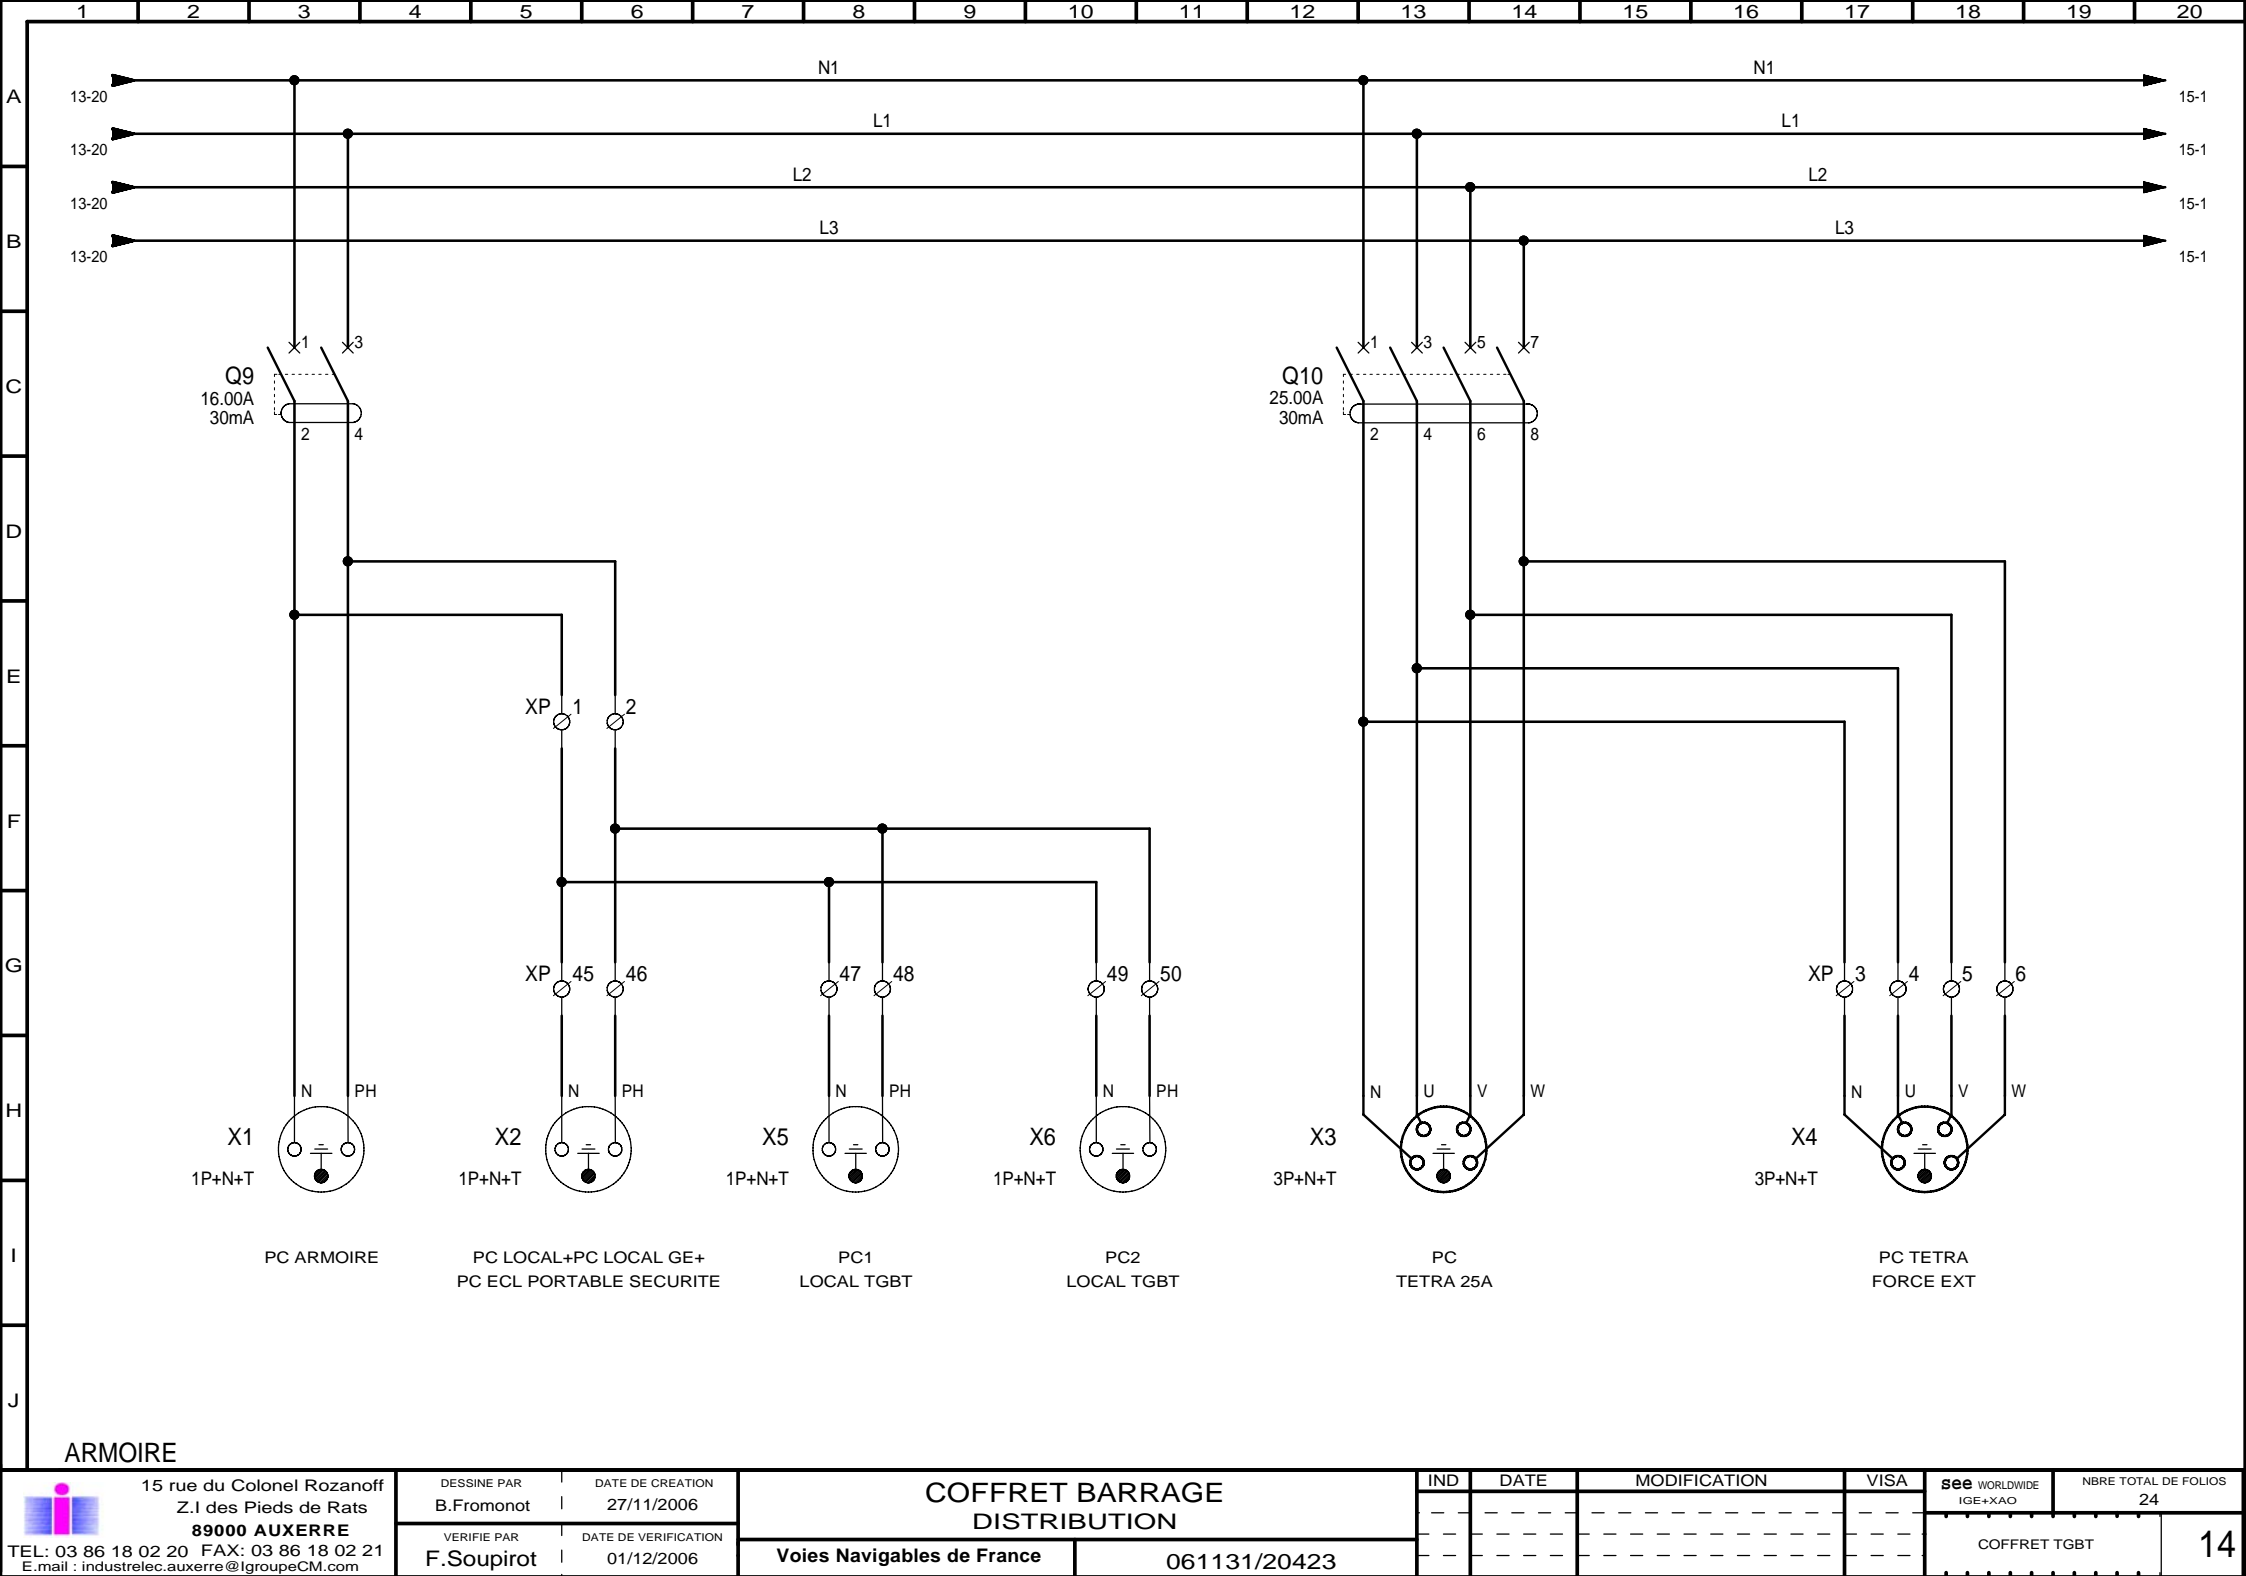 1 2 3 4 5 6 7 8 9 10 11 12 13 14 15 16 17 18 19 20
A
B
C
D
E
F
G
H
I
J
N1 N1
13-20 15-1
L1 L1
13-20 15-1
L2 L2
13-20 15-1
L3 L3
13-20 15-1
1 3
Q9
16.00A
30mA
2 4
1 3 5 7
Q10
25.00A
30mA
2 4 6 8
XP 1 2
XP 45 46 47 48 49 50
XP 3 4 5 6
N PH N PH N PH N PH N U V W N U V W
X1 X2 X5 X6 X3 X4
1P+N+T 1P+N+T 1P+N+T 1P+N+T 3P+N+T 3P+N+T
PC ARMOIRE
PC LOCAL+PC LOCAL GE+
PC ECL PORTABLE SECURITE
PC1
LOCAL TGBT
PC2
LOCAL TGBT
PC
TETRA 25A
PC TETRA
FORCE EXT
ARMOIRE
i
15 rue du Colonel Rozanoff
Z.I des Pieds de Rats
89000 AUXERRE
TEL: 03 86 18 02 20 FAX: 03 86 18 02 21
E.mail : industrelec.auxerre@IgroupeCM.com
DESSINE PAR
B.Fromonot
DATE DE CREATION
27/11/2006
VERIFIE PAR
F.Soupirot
DATE DE VERIFICATION
01/12/2006
COFFRET BARRAGE
DISTRIBUTION
Voies Navigables de France
061131/20423
IND DATE MODIFICATION VISA
see WORLDWIDE
IGE+XAO
NBRE TOTAL DE FOLIOS
24
COFFRET TGBT
14